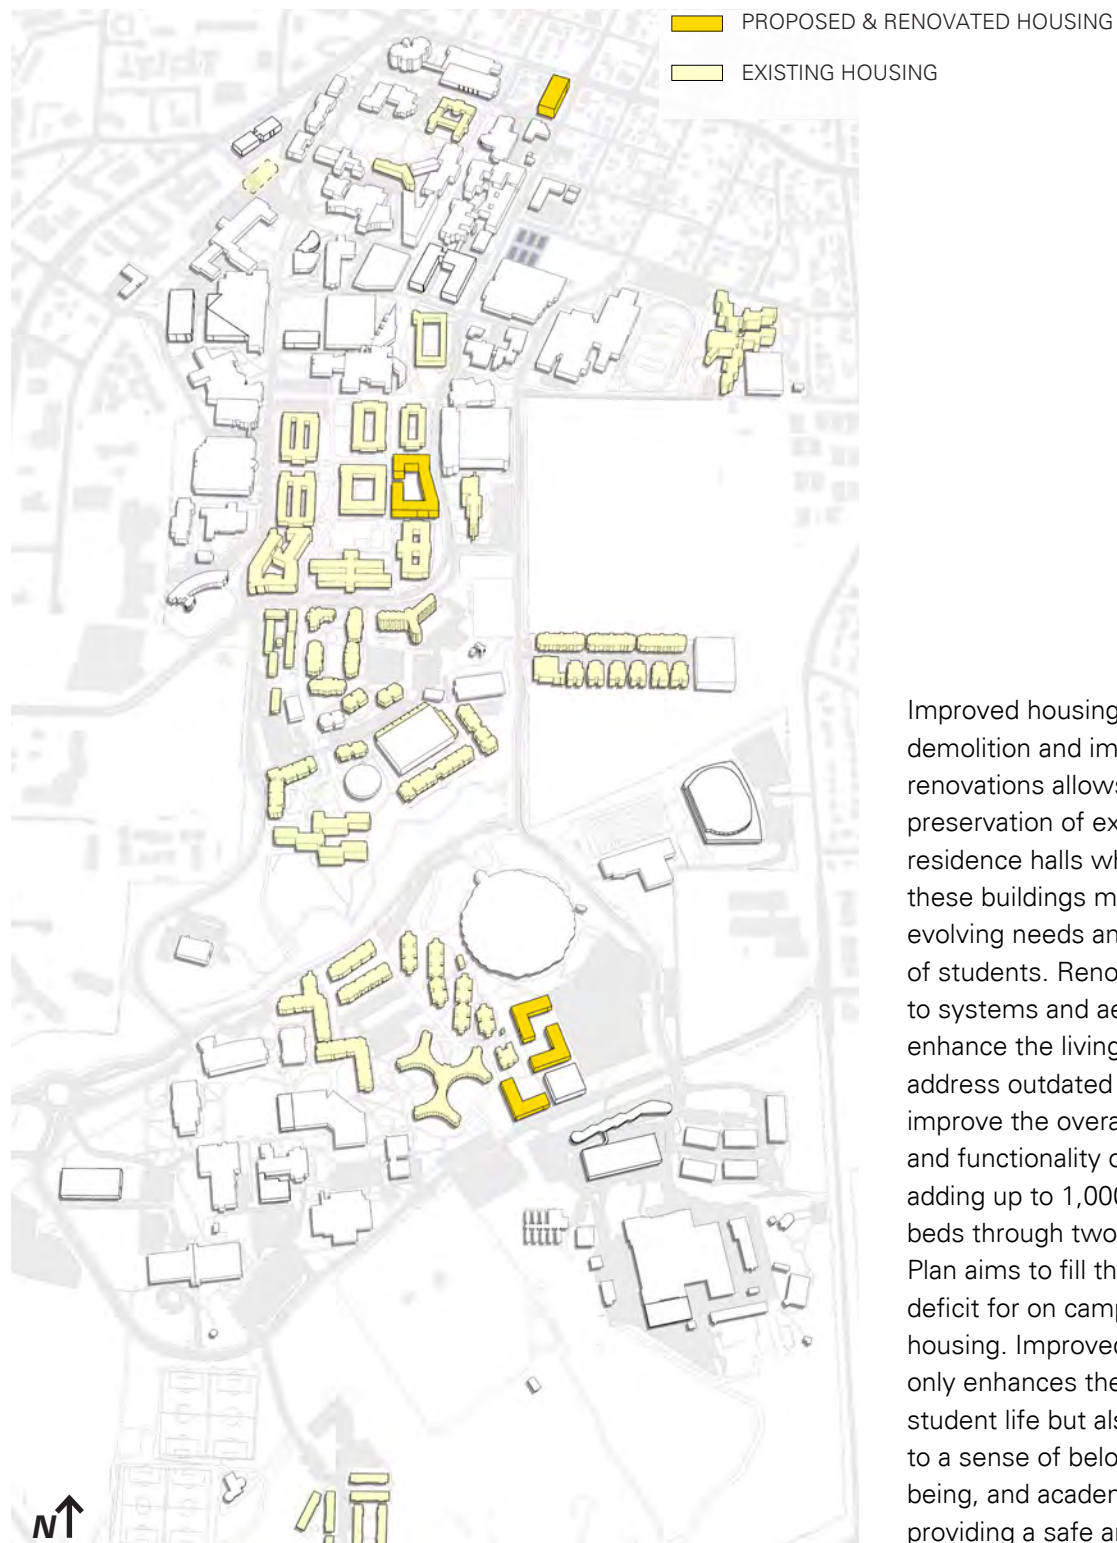 PROPOSED & RENOVATED HOUSING
EXISTING HOUSING
Improved housing
demolition and im
renovations allows
preservation of ex
residence halls wh
these buildings m
evolving needs an
of students. Reno
to systems and ae
enhance the living
address outdated
improve the overa
and functionality o
adding up to 1,000
beds through two
Plan aims to fill th
deficit for on camp
housing. Improved
only enhances the
student life but als
to a sense of belo
being, and academ
providing a safe an
N